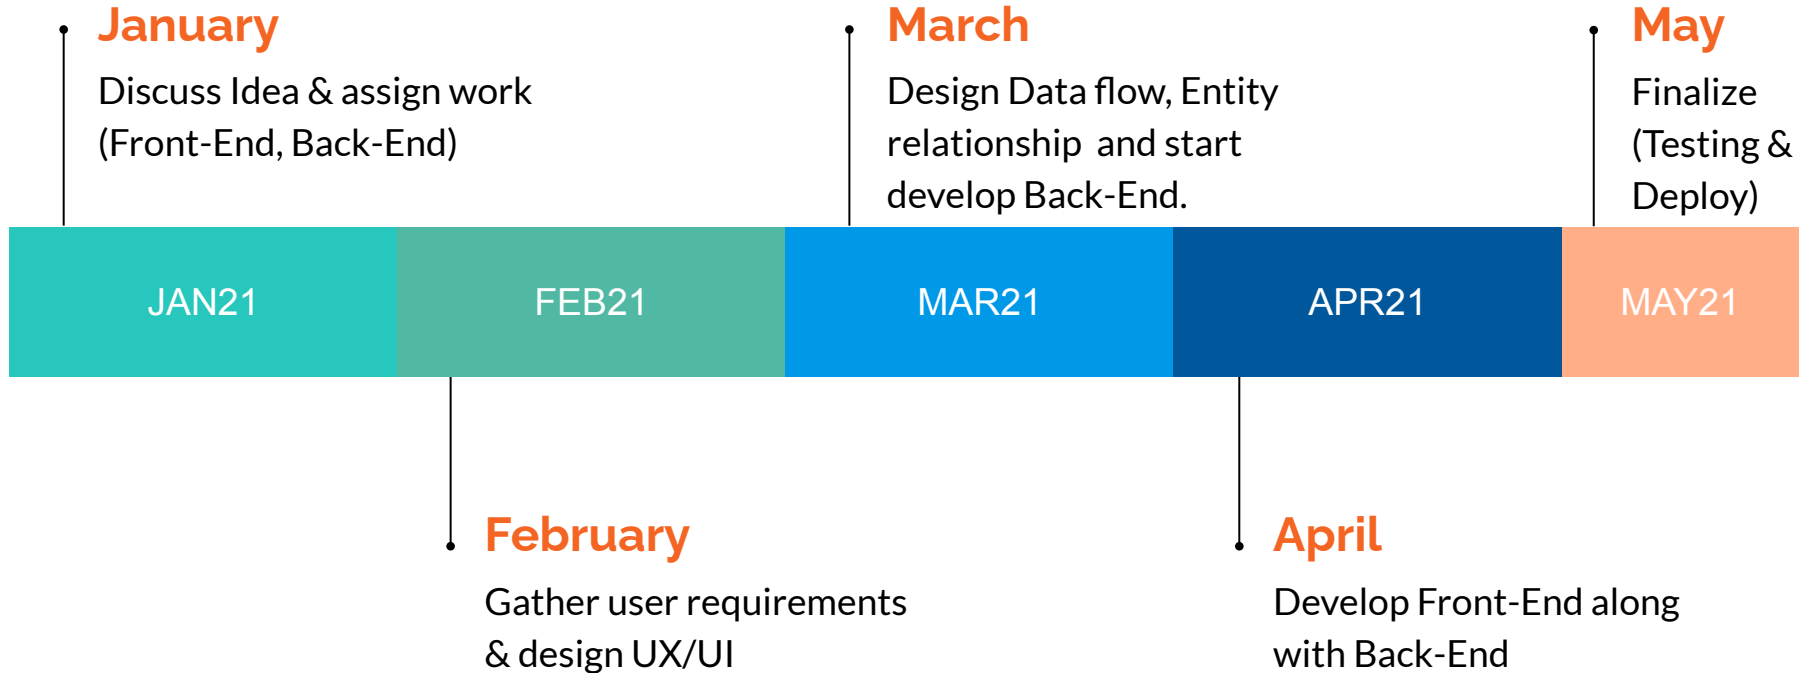 January
Discuss Idea & assign work
(Front-End, Back-End)
March
Design Data flow, Entity
relationship and start
develop Back-End.
May
Finalize
(Testing &
Deploy)
JAN21
FEB21
MAR21
APR21
MAY21
February
Gather user requirements
& design UX/UI
April
Develop Front-End along
with Back-End